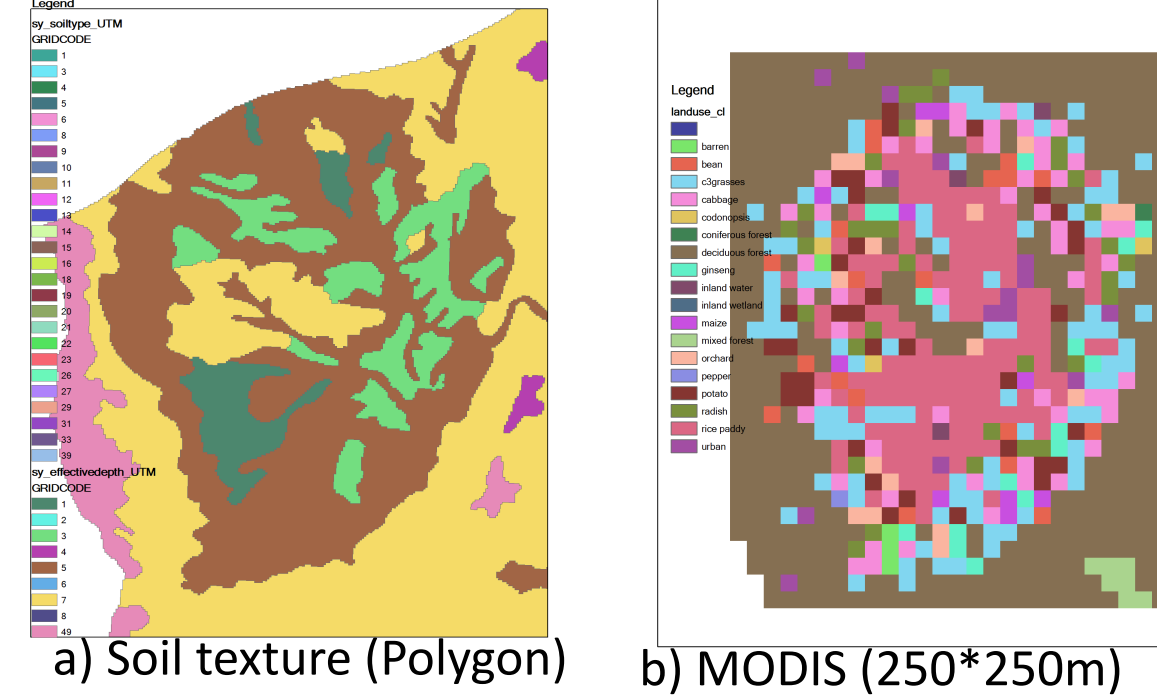 Legend
sy_soiltype_UTM
GRIDCODE
1
3
4
5
6
8
9
10
11
12
13
14
15
16
18
19
20
21
22
23
26
27
29
31
33
39
sy_effectivedepth_UTM
GRIDCODE
1
2
3
4
5
6
7
8
49
a) Soil texture (Polygon)
Legend
landuse_cl
barren
bean
c3grasses
cabbage
codonopsis
coniferous forest
deciduous forest
ginseng
inland water
inland wetland
maize
mixed forest
orchard
pepper
potato
radish
rice paddy
urban
b) MODIS (250*250m)